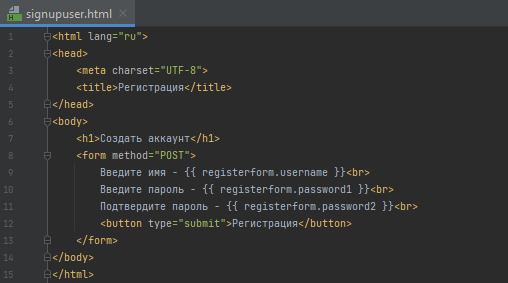 signupuser.html
1 <html lang="ru">
2 <head>
3     <meta charset="UTF-8">
4     <title>Регистрация</title>
5 </head>
6 <body>
7     <h1>Создать аккаунт</h1>
8     <form method="POST">
9         Введите имя - {{ registerform.username }}<br>
10         Введите пароль - {{ registerform.password1 }}<br>
11         Подтвердите пароль - {{ registerform.password2 }}<br>
12         <button type="submit">Регистрация</button>
13     </form>
14 </body>
15 </html>